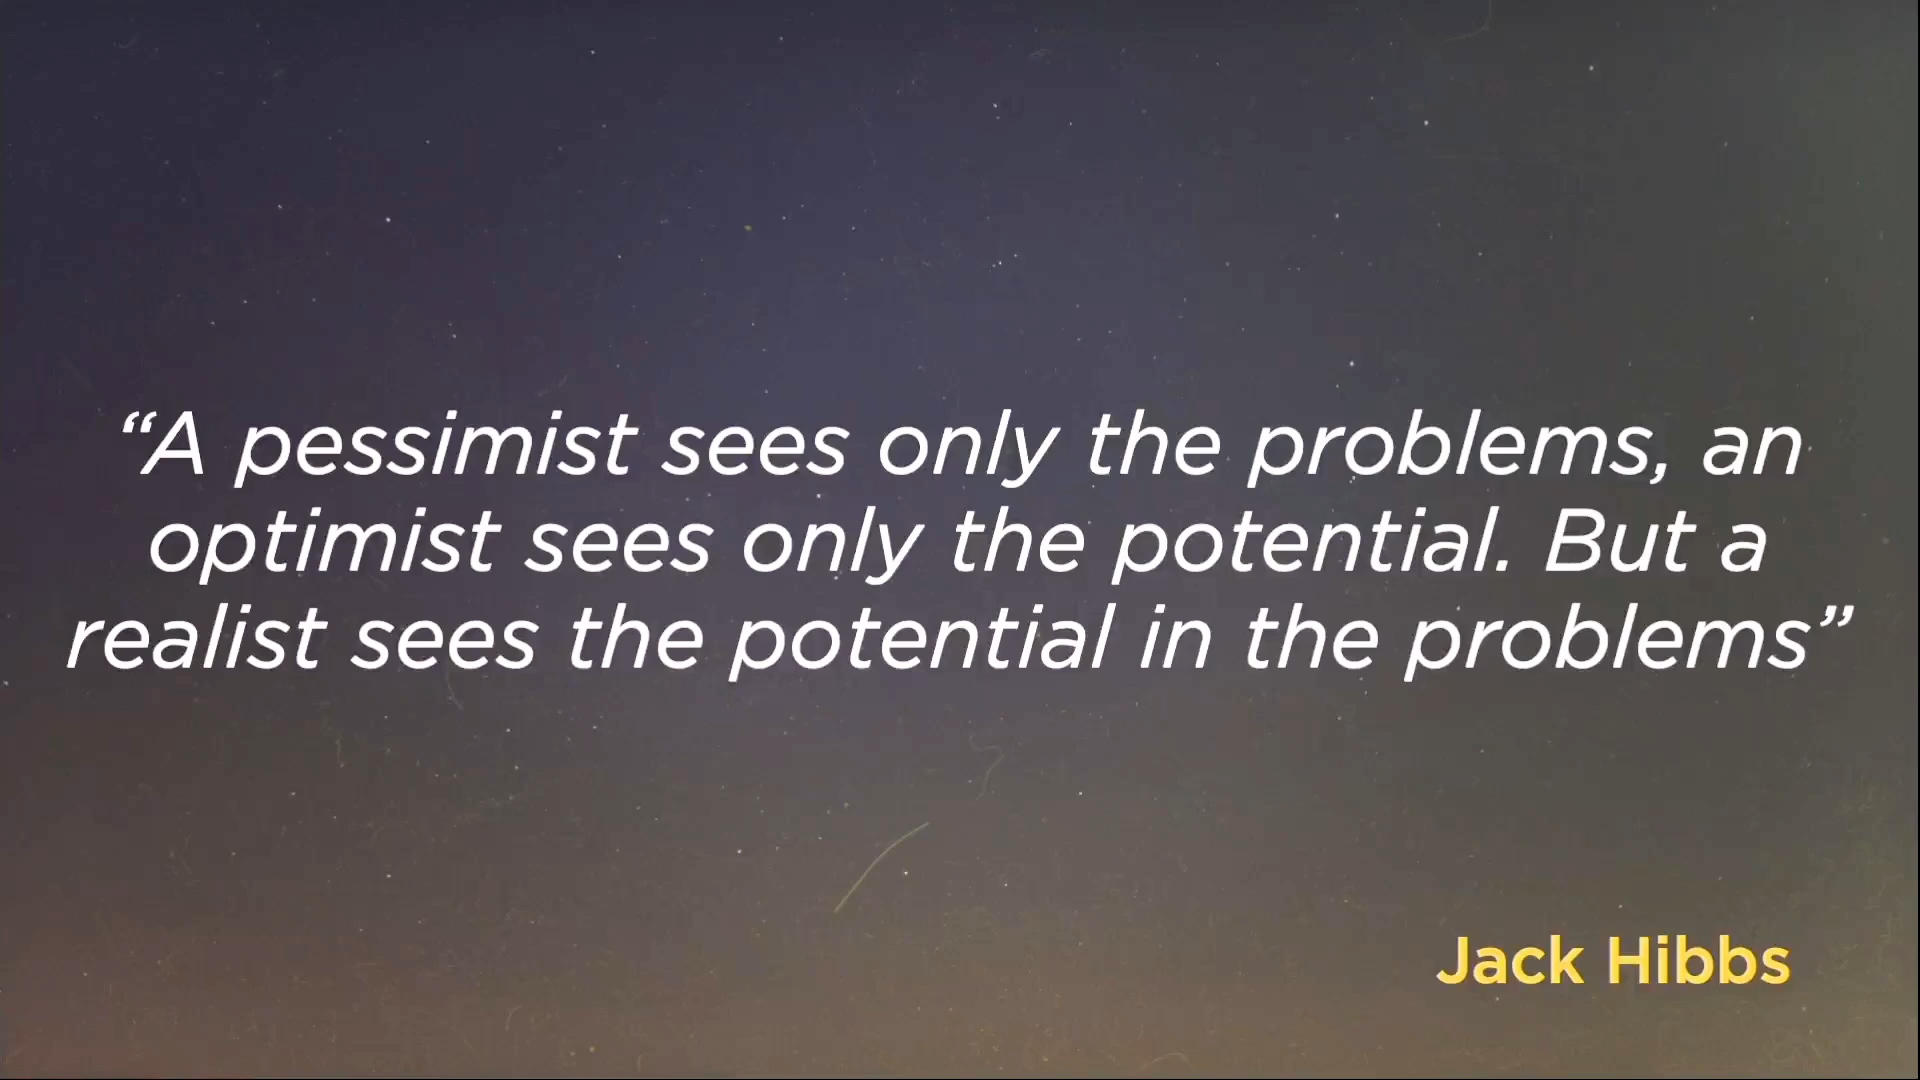 “A pessimist sees only the problems, an
optimist sees only the potential. But a
realist sees the potential in the problems”
Jack Hibbs